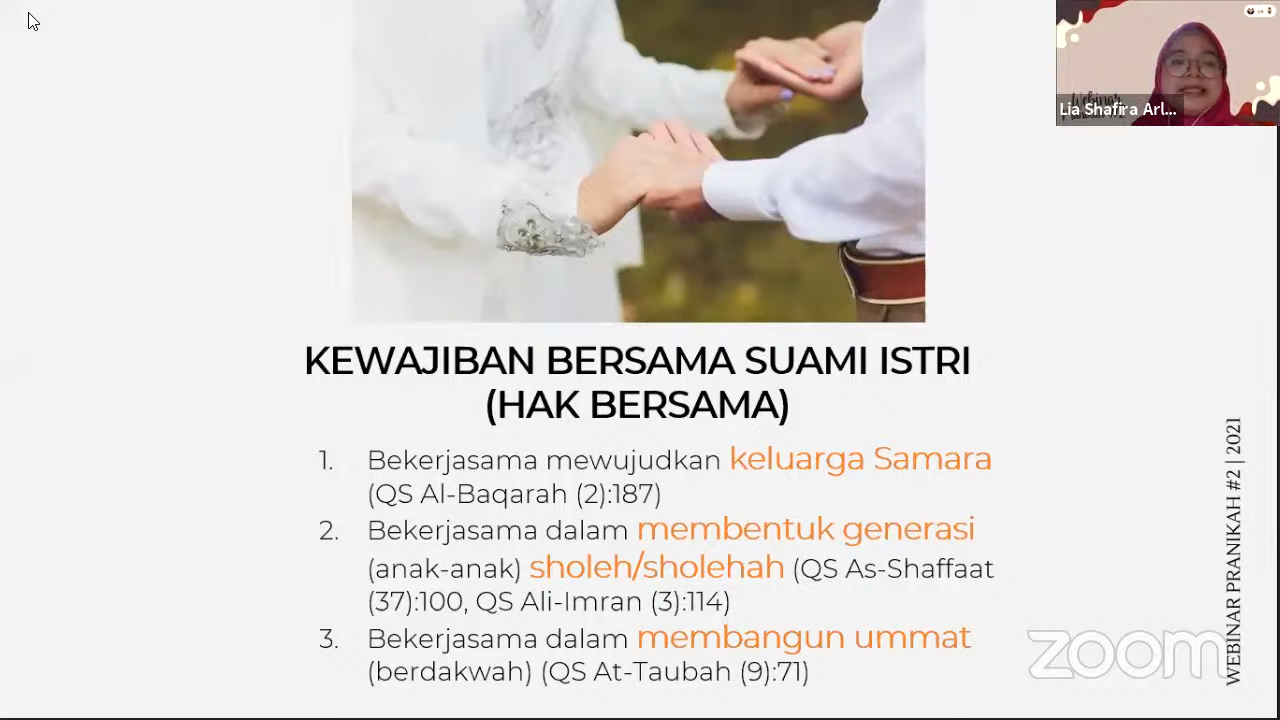 Lia Shafira Arl...
KEWAJIBAN BERSAMA SUAMI ISTRI
(HAK BERSAMA)
1. Bekerjasama mewujudkan keluarga Samara
(QS Al-Baqarah (2):187)
2. Bekerjasama dalam membentuk generasi
(anak-anak) sholeh/sholehah (QS As-Shaffaat
(37):100, QS Ali-Imran (3):114)
3. Bekerjasama dalam membangun ummat
(berdakwah) (QS At-Taubah (9):71)
WEBINAR PRANIKAH #2 | 2021
zoom